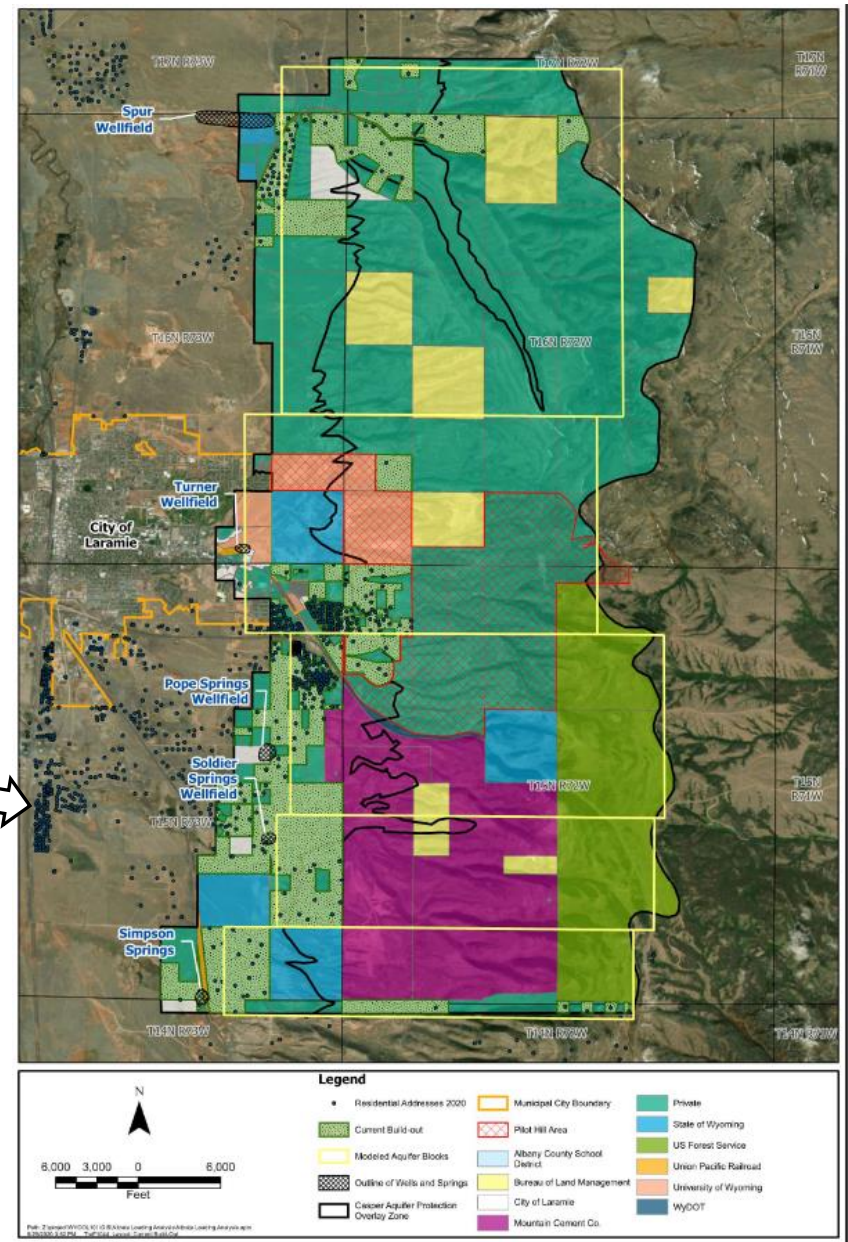 T17N R73W
T17N R72W
T17N
R71W
Spur
Wellfield
T16N R73W
T16N R72W
T16N
R71W
Turner
Wellfield
City of
Laramie
Pope Springs
Wellfield
Soldier
Springs
Wellfield
T15N R72W
T15N
R71W
T15N R73W
Simpson
Springs
T14N R73W
T14N R72W
T14N R71W
N
6,000 3,000 0 6,000
Feet
Legend
Residential Addresses 2020
Current Build-out
Modeled Aquifer Blocks
Outline of Wells and Springs
Casper Aquifer Protection
Overlay Zone
Municipal City Boundary
Pilot Hill Area
Albany County School
District
Bureau of Land Management
City of Laramie
Mountain Cement Co.
Private
State of Wyoming
US Forest Service
Union Pacific Railroad
University of Wyoming
WyDOT